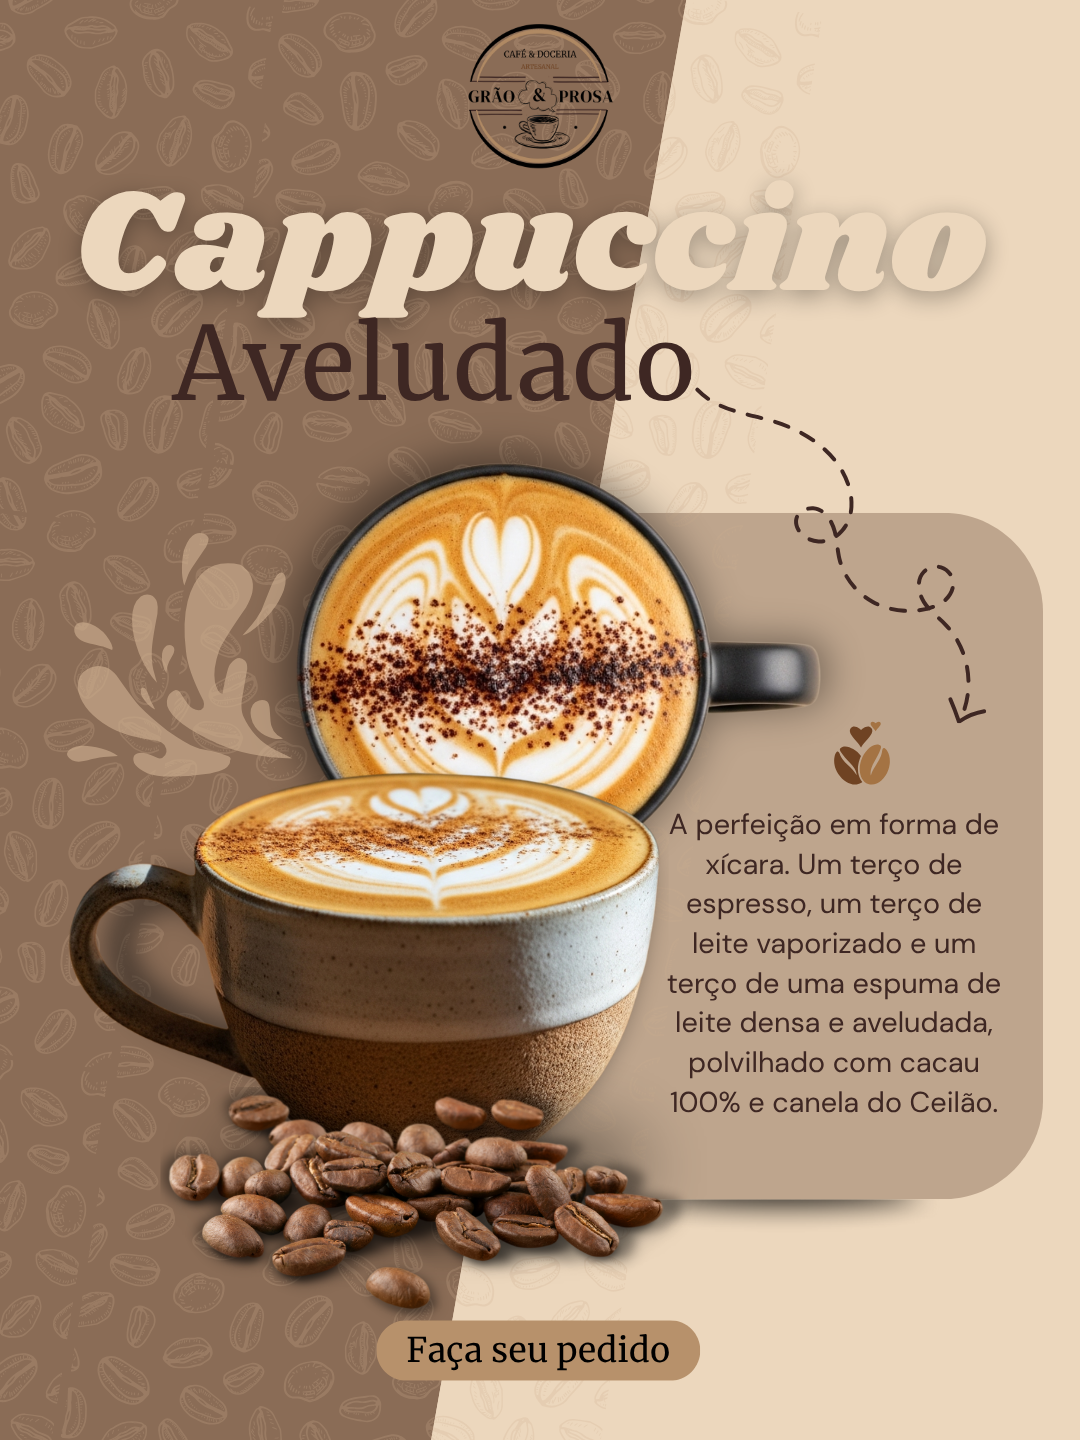 CAFÉ & DOCERIA
ARTESANAL
GRÃO & PROSA
Cappuccino
Aveludado
A perfeição em forma de
xícara. Um terço de
espresso, um terço de
leite vaporizado e um
terço de uma espuma de
leite densa e aveludada,
polvilhado com cacau
100% e canela do Ceilão.
Faça seu pedido